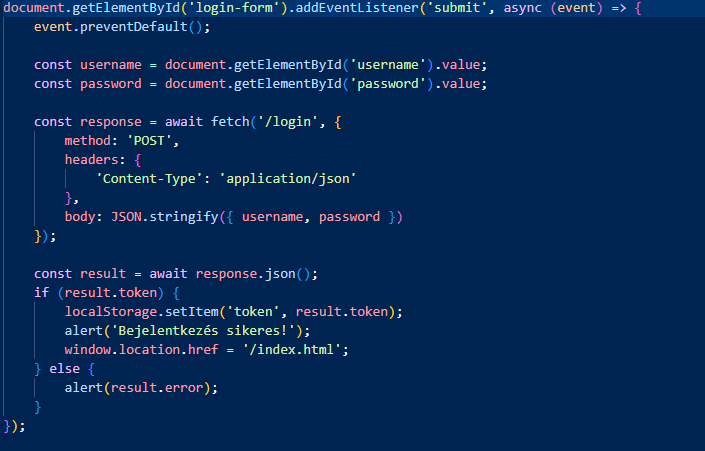 document.getElementById('login-form').addEventListener('submit', async (event) => {
    event.preventDefault();

    const username = document.getElementById('username').value;
    const password = document.getElementById('password').value;

    const response = await fetch('/login', {
        method: 'POST',
        headers: {
            'Content-Type': 'application/json'
        },
        body: JSON.stringify({ username, password })
    });

    const result = await response.json();
    if (result.token) {
        localStorage.setItem('token', result.token);
        alert('Bejelentkezés sikeres!');
        window.location.href = '/index.html';
    } else {
        alert(result.error);
    }
});